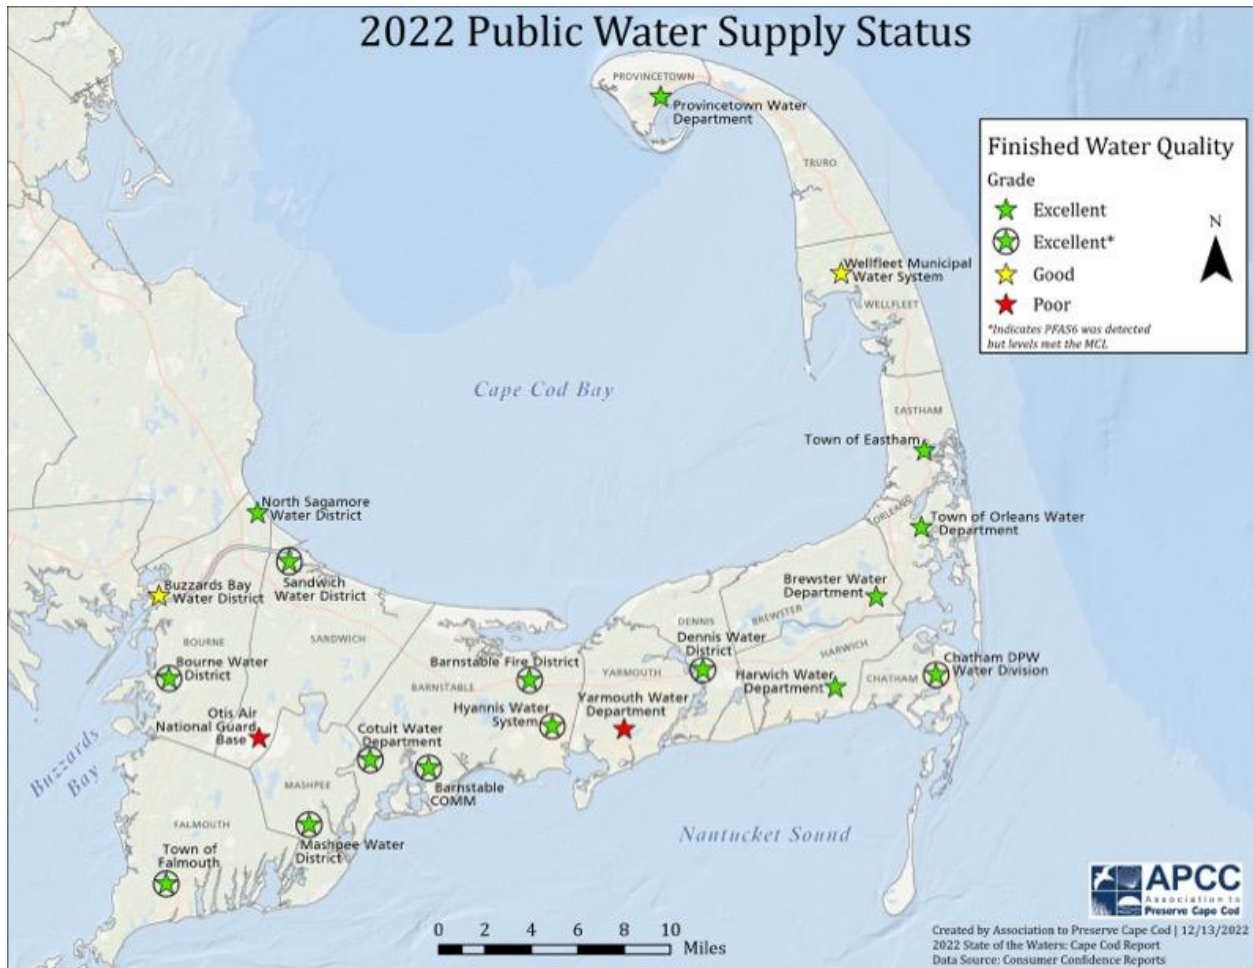 2022 Public Water Supply Status
PROVINCETOWN
Provincetown Water
Department
TRURO
Wellfleet Municipal
Water System
WELLFLEET
Finished Water Quality
Grade
Excellent
Excellent*
Good
Poor
*Indicates PFAS6 was detected
but levels met the MCL
N
Cape Cod Bay
EASTHAM
Town of Eastham
North Sagamore
Water District
ORLEANS
Town of Orleans Water
Department
Sandwich
Water District
Buzzards Bay
Water District
Brewster Water
Department
BREWSTER
BOURNE
SANDWICH
DENNIS
Dennis Water
District
HARWICH
Bourne Water
District
Barnstable Fire District
BARNSTABLE
YARMOUTH
Harwich Water
Department
CHATHAM
Chatham DPW
Water Division
Otis Air
National Guard
Base
Cotuit Water
Department
Hyannis Water
System
Yarmouth Water
Department
Buzzards
Bay
MASHPEE
Barnstable
COMM
FALMOUTH
Mashpee Water
District
Town of
Falmouth
Nantucket Sound
0 2 4 6 8 10
Miles
APCC
Association to
Preserve Cape Cod
Created by Association to Preserve Cape Cod | 12/13/2022
2022 State of the Waters: Cape Cod Report
Data Source: Consumer Confidence Reports